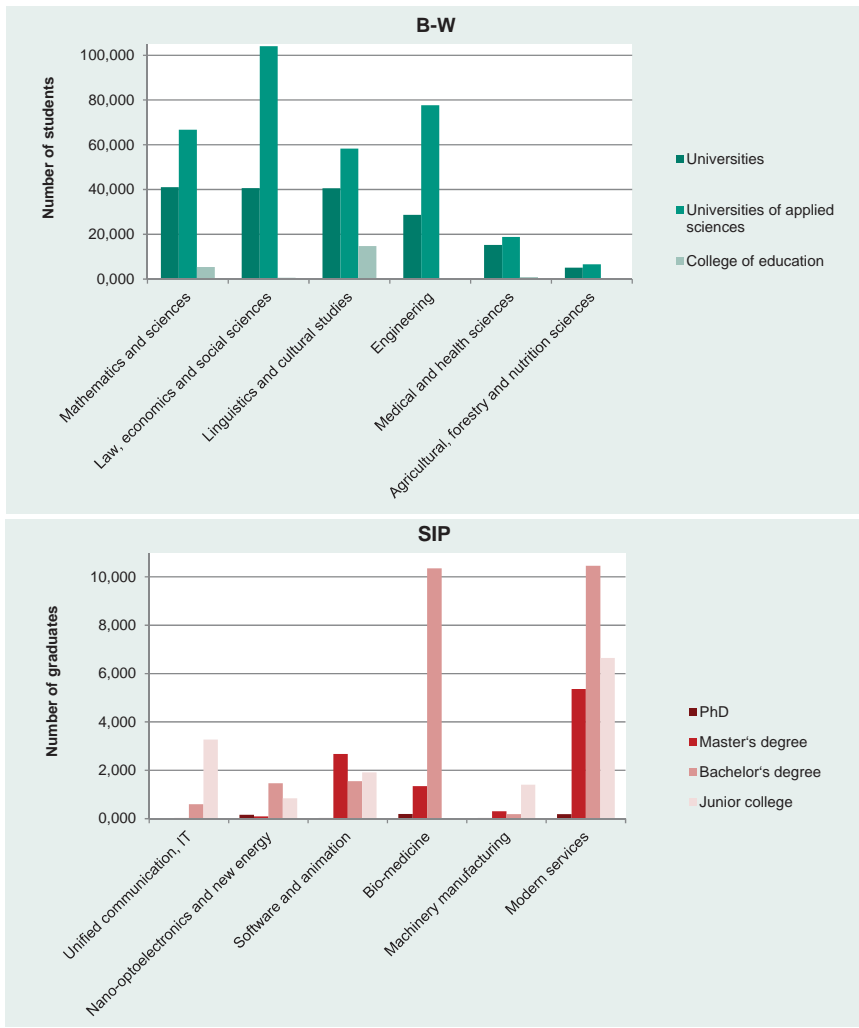 B-W
Number of students
100,000
80,000
60,000
40,000
20,000
0,000
Mathematics and sciences
Law, economics and social sciences
Linguistics and cultural studies
Engineering
Medical and health sciences
Agricultural, forestry and nutrition sciences
Universities
Universities of applied
sciences
College of education
SIP
Number of graduates
10,000
8,000
6,000
4,000
2,000
0,000
Unified communication, IT
Nano-optoelectronics and new energy
Software and animation
Bio-medicine
Machinery manufacturing
Modern services
PhD
Master‘s degree
Bachelor‘s degree
Junior college